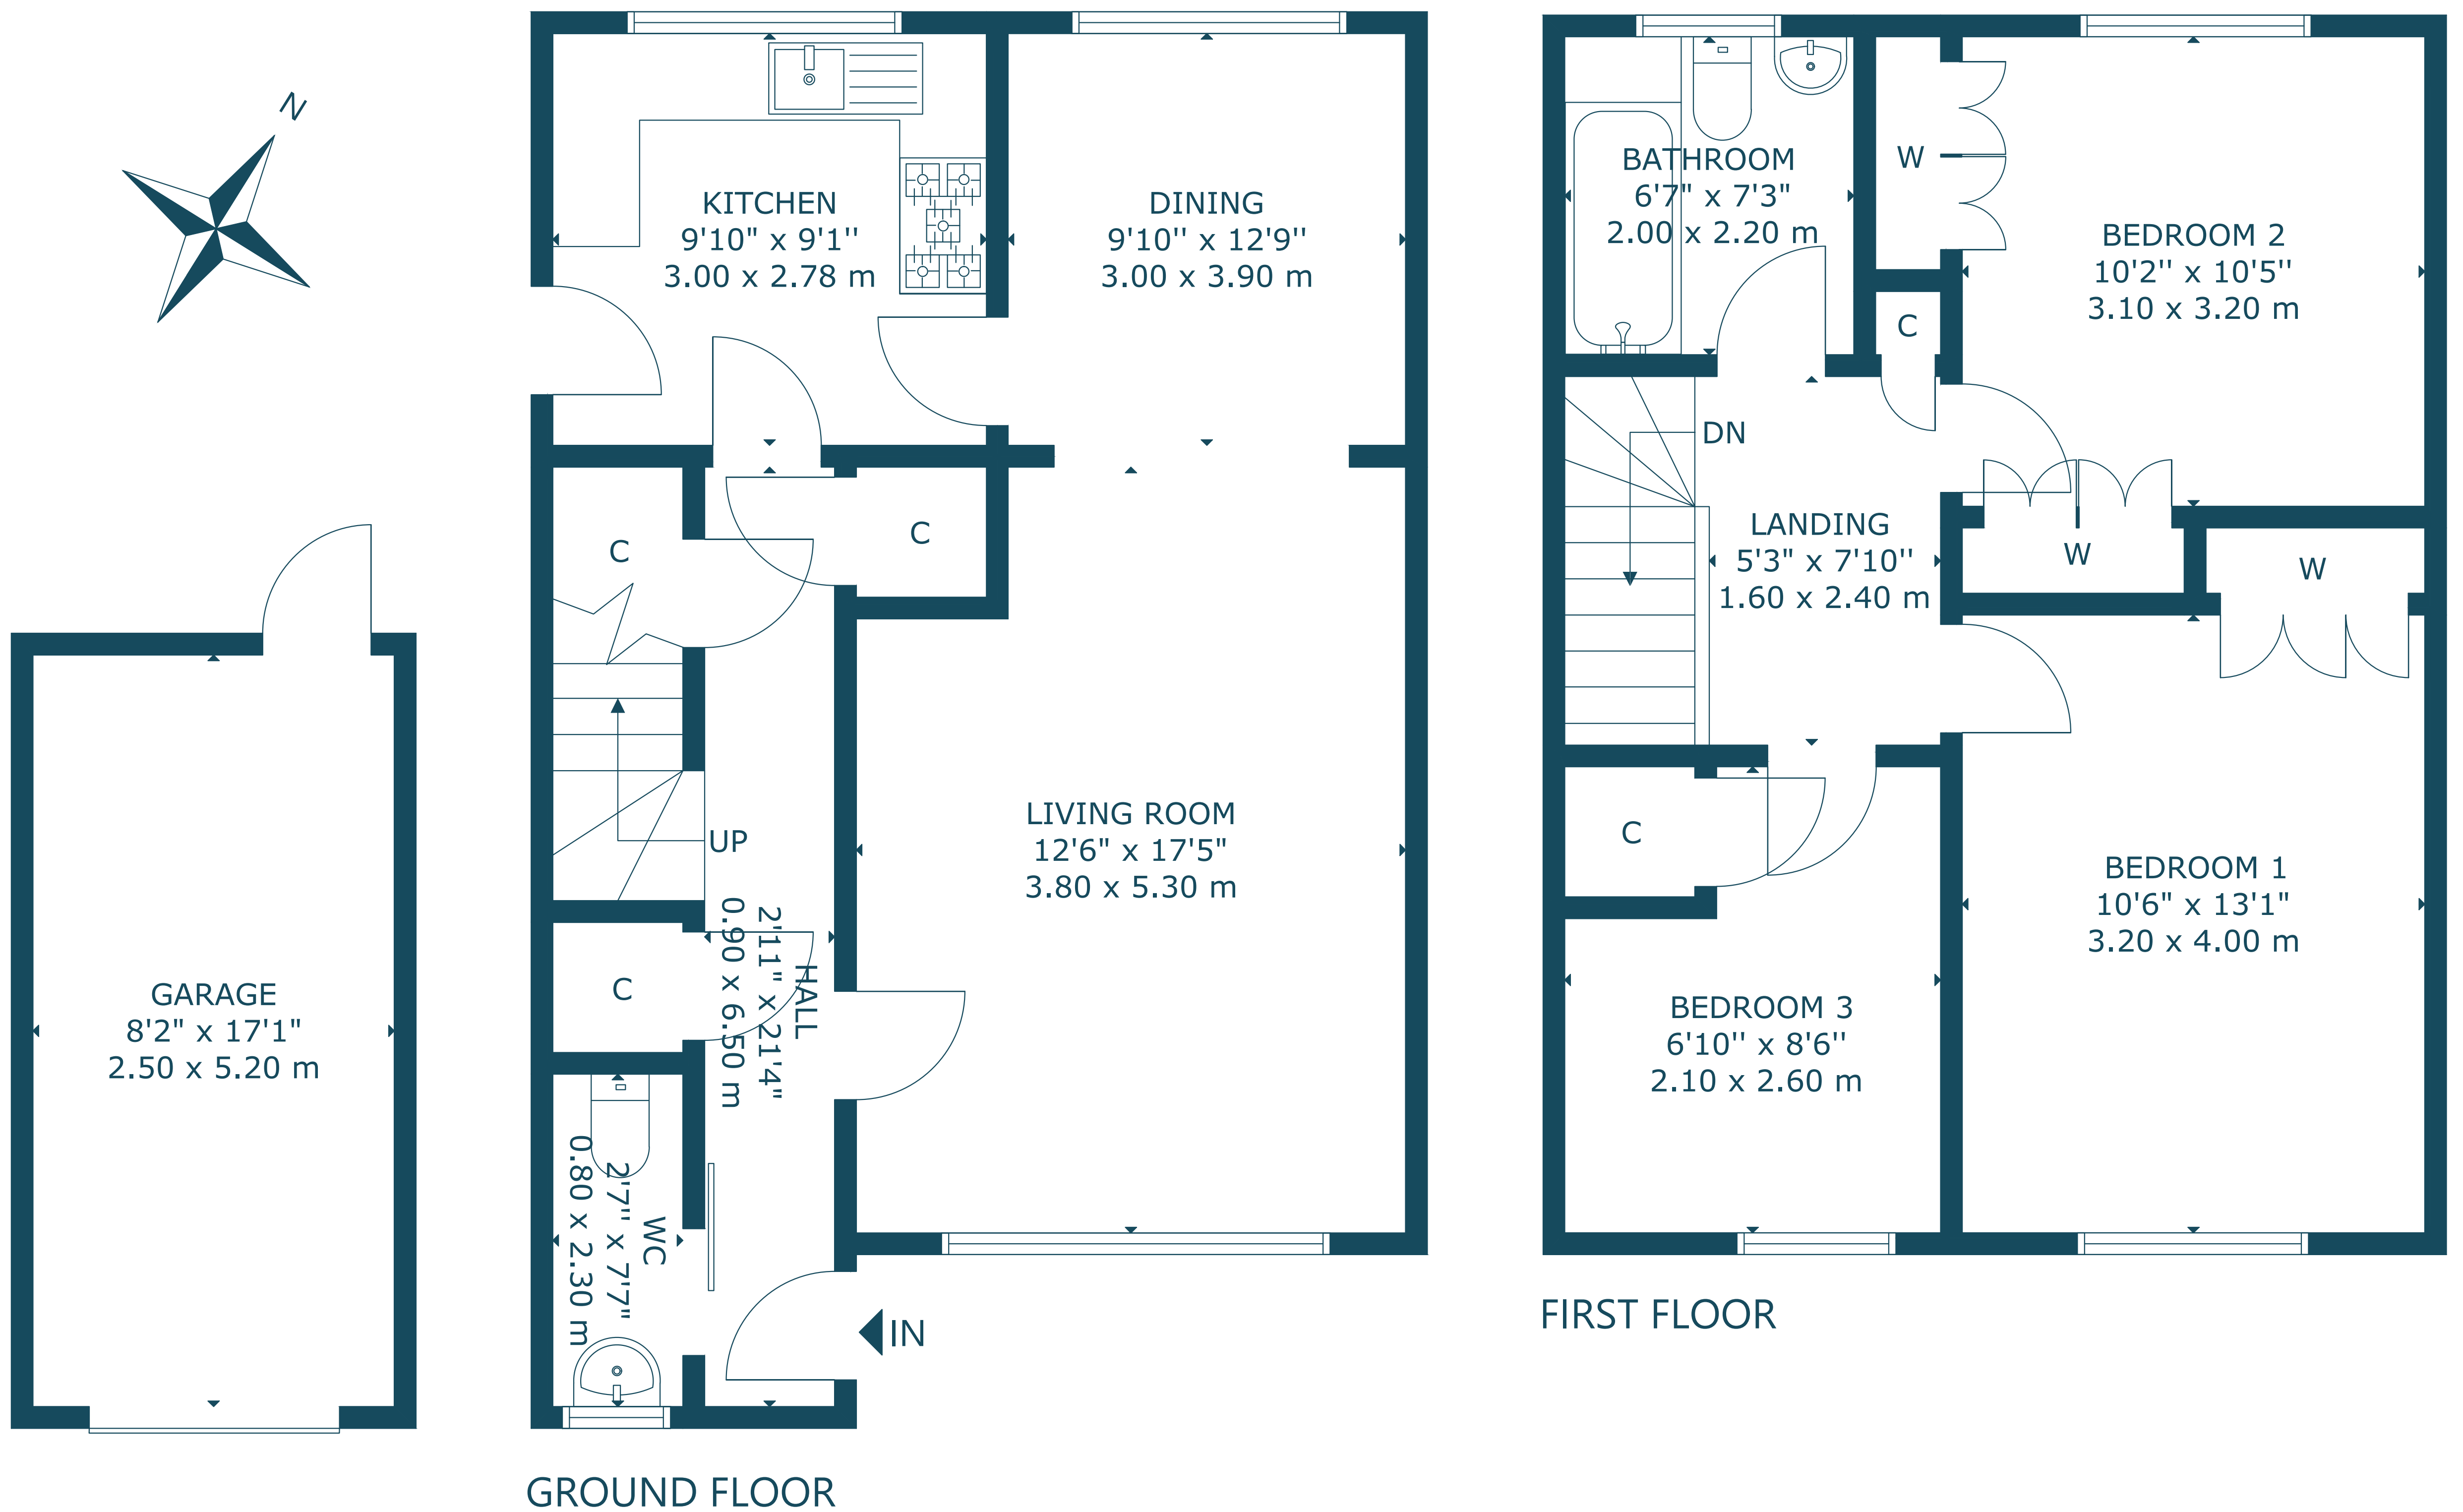 N
GARAGE
8'2" x 17'1"
2.50 x 5.20 m
KITCHEN
9'10" x 9'1''
3.00 x 2.78 m
DINING
9'10'' x 12'9''
3.00 x 3.90 m
C
C
UP
LIVING ROOM
12'6" x 17'5"
3.80 x 5.30 m
HALL
2'11" x 21'4"
0.90 x 6.50 m
C
WC
2'7'' x 7'7"
0.80 x 2.30 m
IN
GROUND FLOOR
BATHROOM
6'7" x 7'3"
2.00 x 2.20 m
W
C
BEDROOM 2
10'2'' x 10'5''
3.10 x 3.20 m
DN
LANDING
5'3" x 7'10''
1.60 x 2.40 m
W
W
C
BEDROOM 1
10'6" x 13'1"
3.20 x 4.00 m
BEDROOM 3
6'10'' x 8'6''
2.10 x 2.60 m
FIRST FLOOR